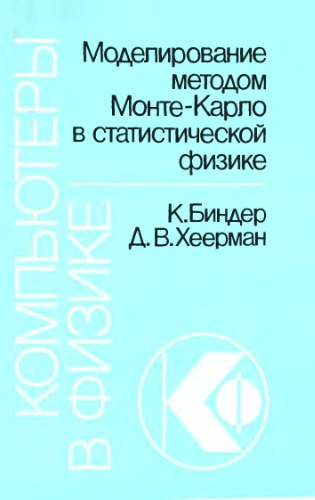 Моделирование
методом
Монте-Карло
в статистической
физике
К.Биндер
Д.В.Хеерман
КОМПЬЮТЕРЫ
В ФИЗИКЕ